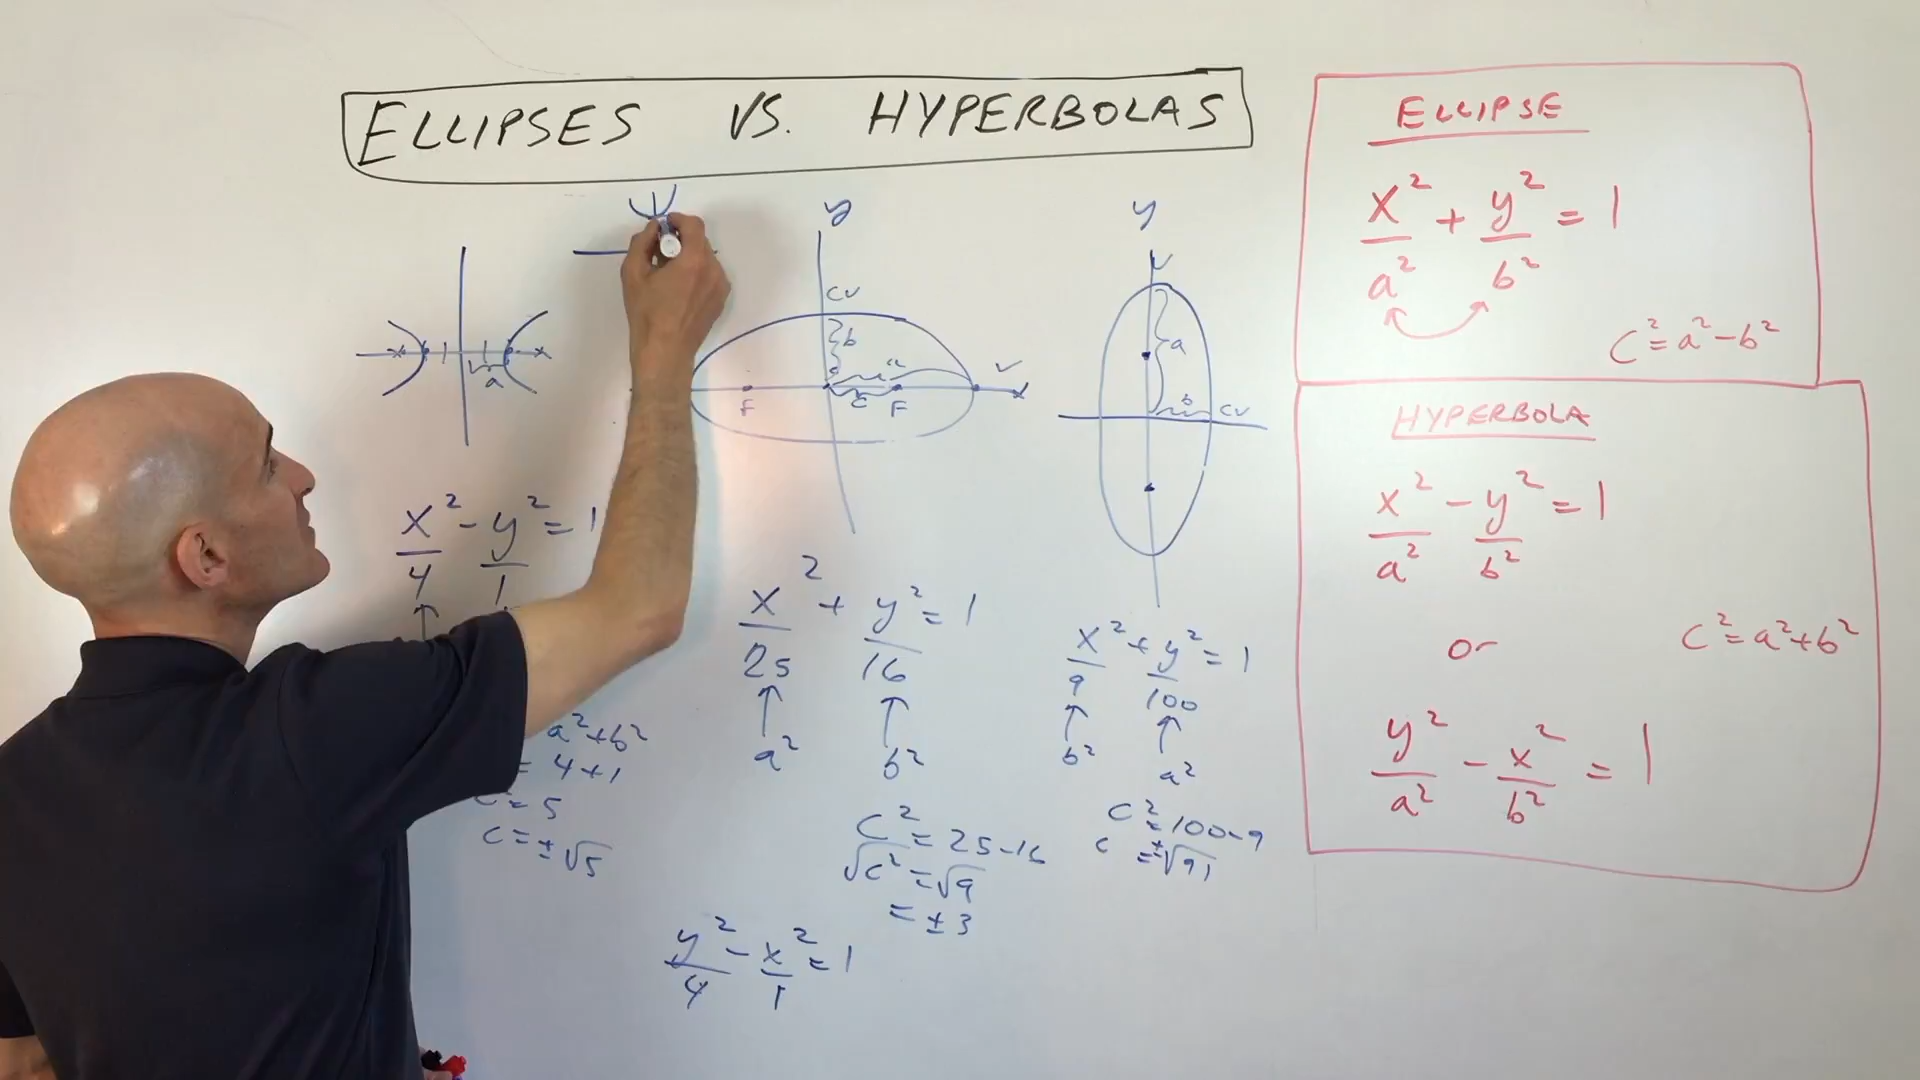 ELLIPSES VS. HYPERBOLAS
y
CV
b
a
c
F
F
V
x
y
V
a
b
CV
a
x² - y² = 1
4 1
a² + b²
= 4 + 1
c² = 5
c = ± √5
x² + y² = 1
25 16
↑ ↑
a² b²
c² = 25 - 16
√c² = √9
= ± 3
x² + y² = 1
9 100
↑ ↑
b² a²
c² = 100 - 9
c = ± √91
y² - x² = 1
4 1
ELLIPSE
x² + y² = 1
a² b²
c² = a² - b²
HYPERBOLA
x² - y² = 1
a² b²
or
c² = a² + b²
y² - x² = 1
a² b²